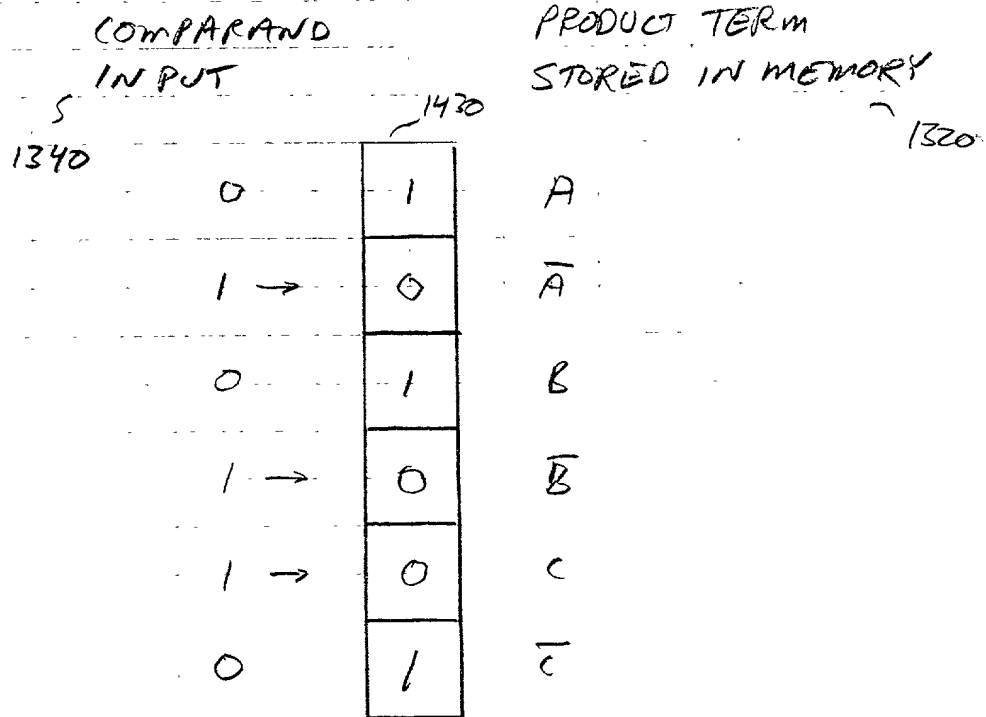 COMPARAND PRODUCT TERM
INPUT STORED IN MEMORY
1430
1340 1320
0 1 A
1 → 0 A̅
0 1 B
1 → 0 B̅
1 → 0 C
0 1 C̅